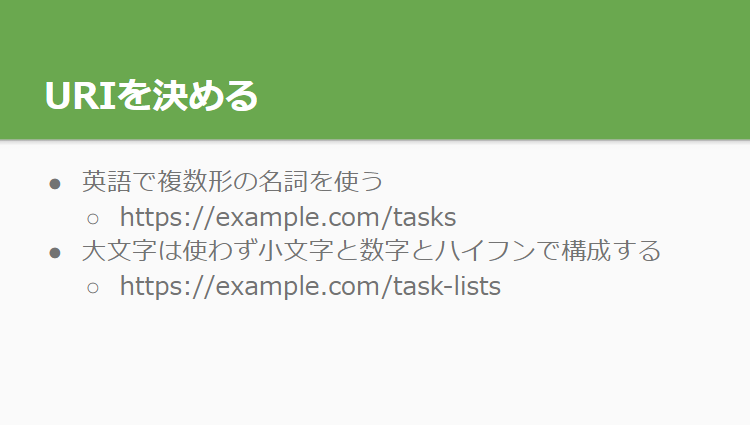 URIを決める
● 英語で複数形の名詞を使う
○ https://example.com/tasks
● 大文字は使わず小文字と数字とハイフンで構成する
○ https://example.com/task-lists